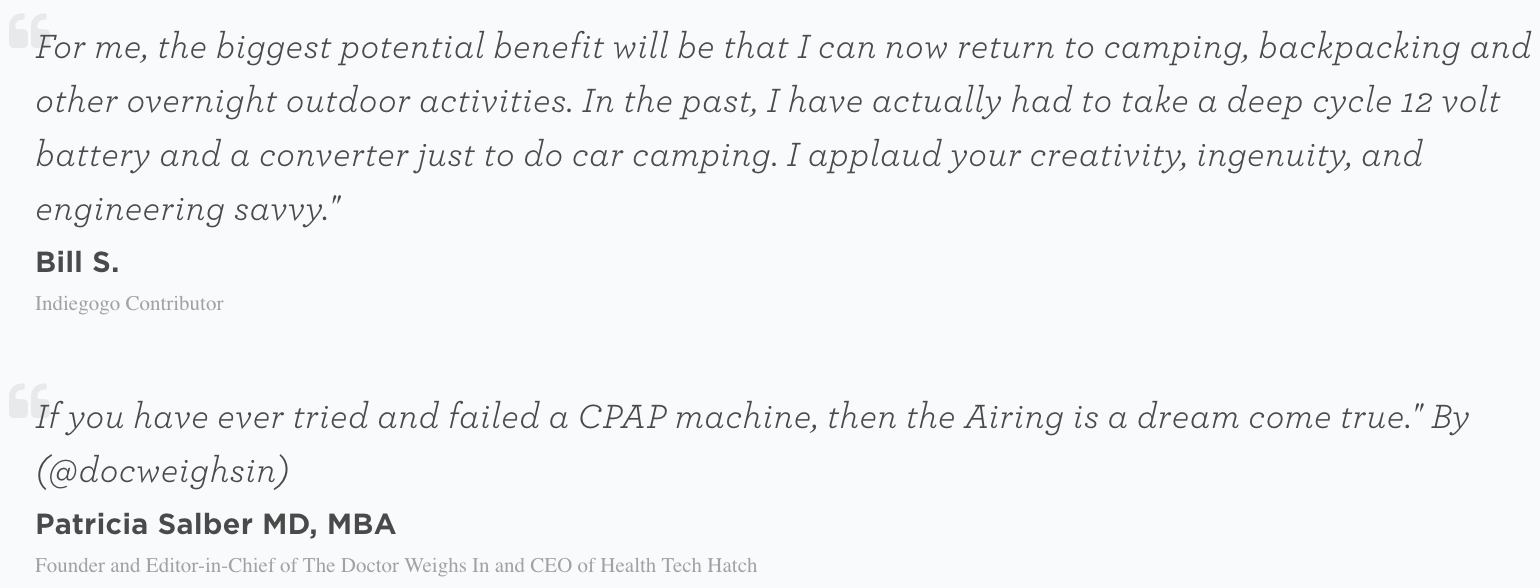 “For me, the biggest potential benefit will be that I can now return to camping, backpacking and
other overnight outdoor activities. In the past, I have actually had to take a deep cycle 12 volt
battery and a converter just to do car camping. I applaud your creativity, ingenuity, and
engineering savvy."
Bill S.
Indiegogo Contributor
“If you have ever tried and failed a CPAP machine, then the Airing is a dream come true." By
(@docweighsin)
Patricia Salber MD, MBA
Founder and Editor-in-Chief of The Doctor Weighs In and CEO of Health Tech Hatch